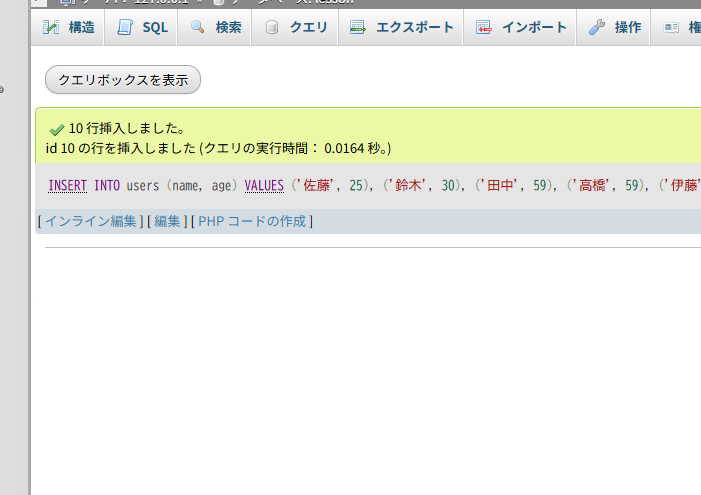 構造 SQL 検索 クエリ エクスポート インポート 操作 権
クエリボックスを表示
10 行挿入しました。
id 10 の行を挿入しました (クエリの実行時間： 0.0164 秒。)
INSERT INTO users (name, age) VALUES ('佐藤', 25), ('鈴木', 30), ('田中', 59), ('高橋', 59), ('伊藤'
[ インライン編集 ] [ 編集 ] [ PHP コードの作成 ]